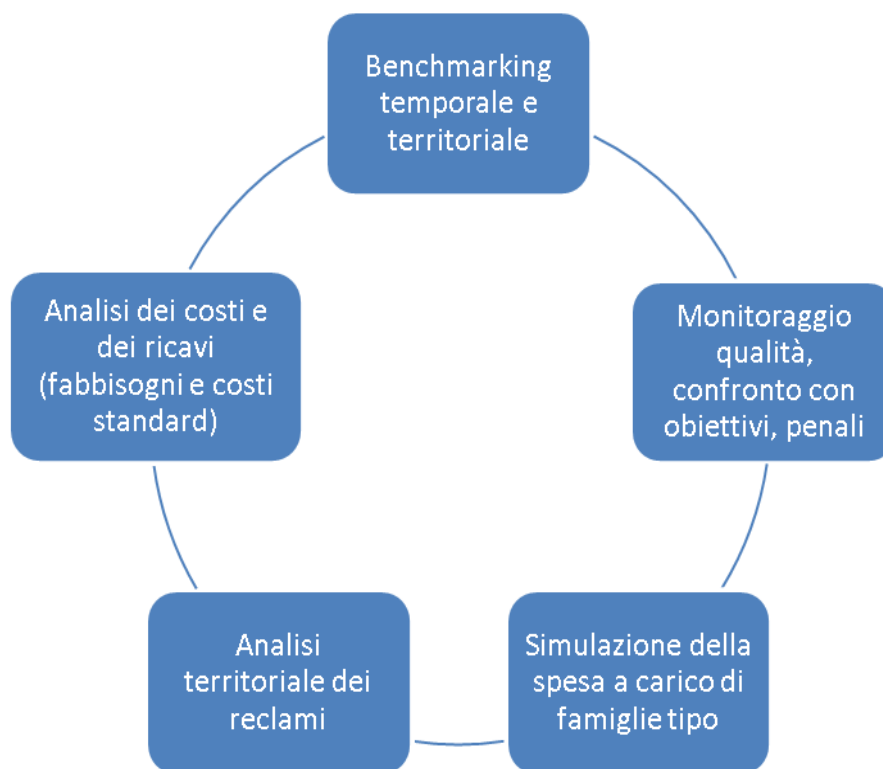 Benchmarking
temporale e
territoriale
Monitoraggio
qualità,
confronto con
obiettivi, penali
Simulazione della
spesa a carico di
famiglie tipo
Analisi
territoriale dei
reclami
Analisi dei costi e
dei ricavi
(fabbisogni e costi
standard)